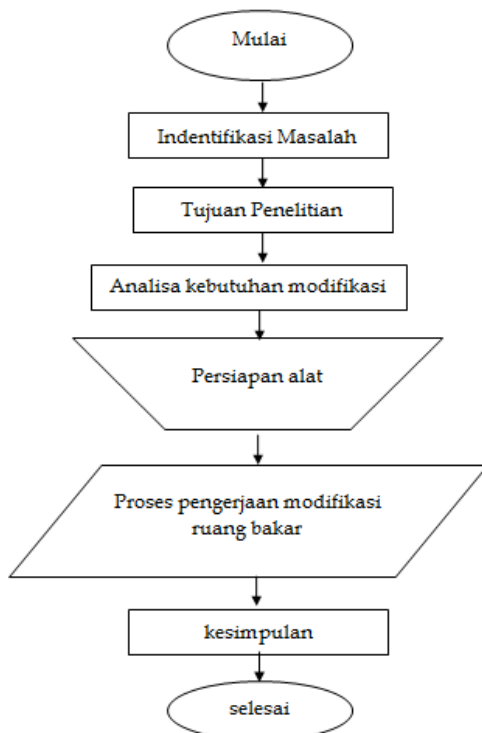 Mulai
Indentifikasi Masalah
Tujuan Penelitian
Analisa kebutuhan modifikasi
Persiapan alat
Proses pengerjaan modifikasi
ruang bakar
kesimpulan
selesai